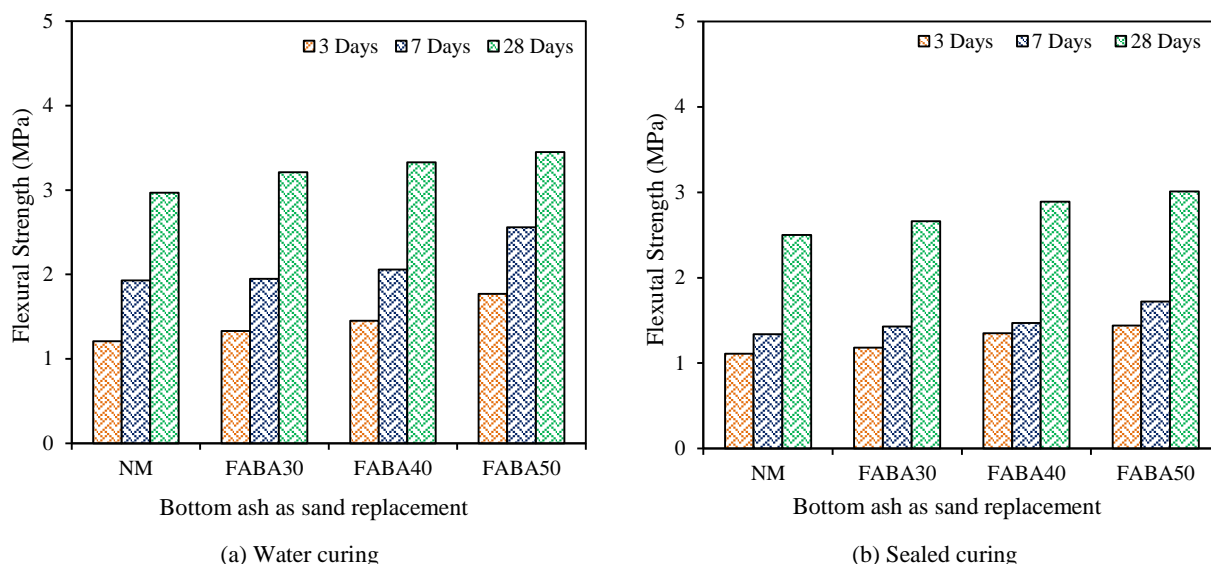 5
4
3
2
1
0
Flexural Strength (MPa)
3 Days 7 Days 28 Days
NM FABA30 FABA40 FABA50
Bottom ash as sand replacement
(a) Water curing
5
4
3
2
1
0
Flexutal Strength (MPa)
3 Days 7 Days 28 Days
NM FABA30 FABA40 FABA50
Bottom ash as sand replacement
(b) Sealed curing